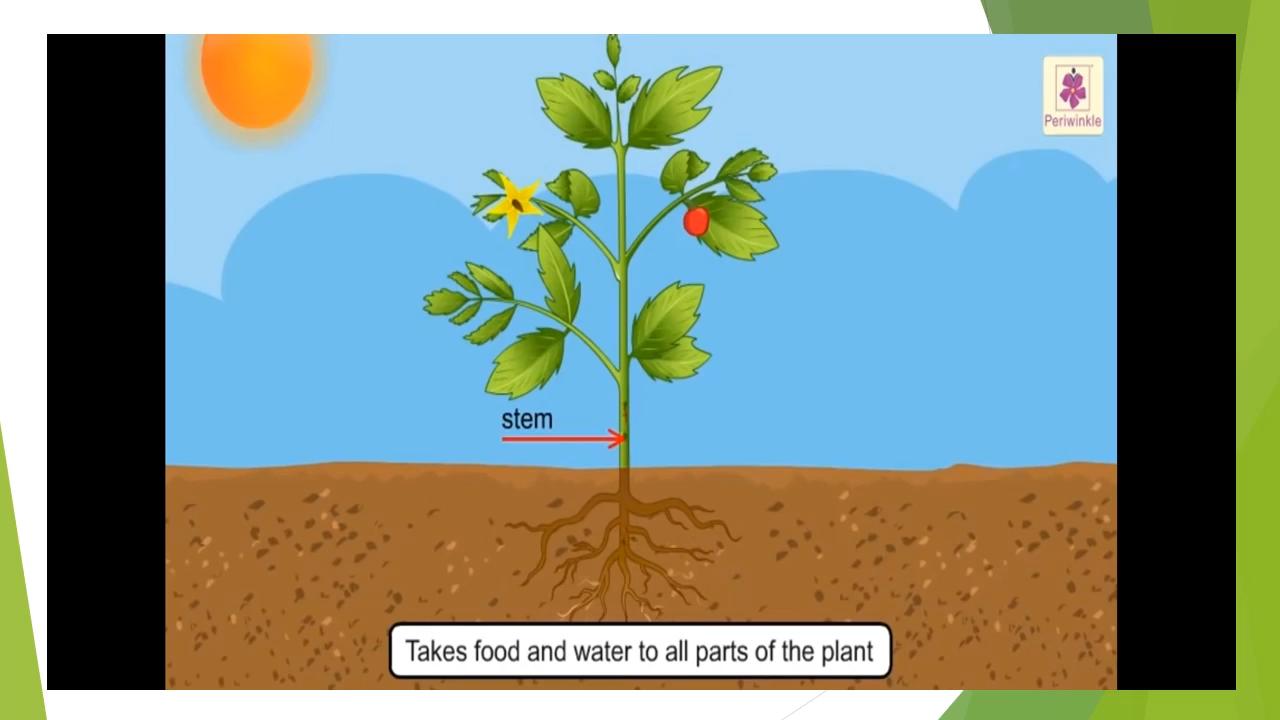 Periwinkle
stem
Takes food and water to all parts of the plant